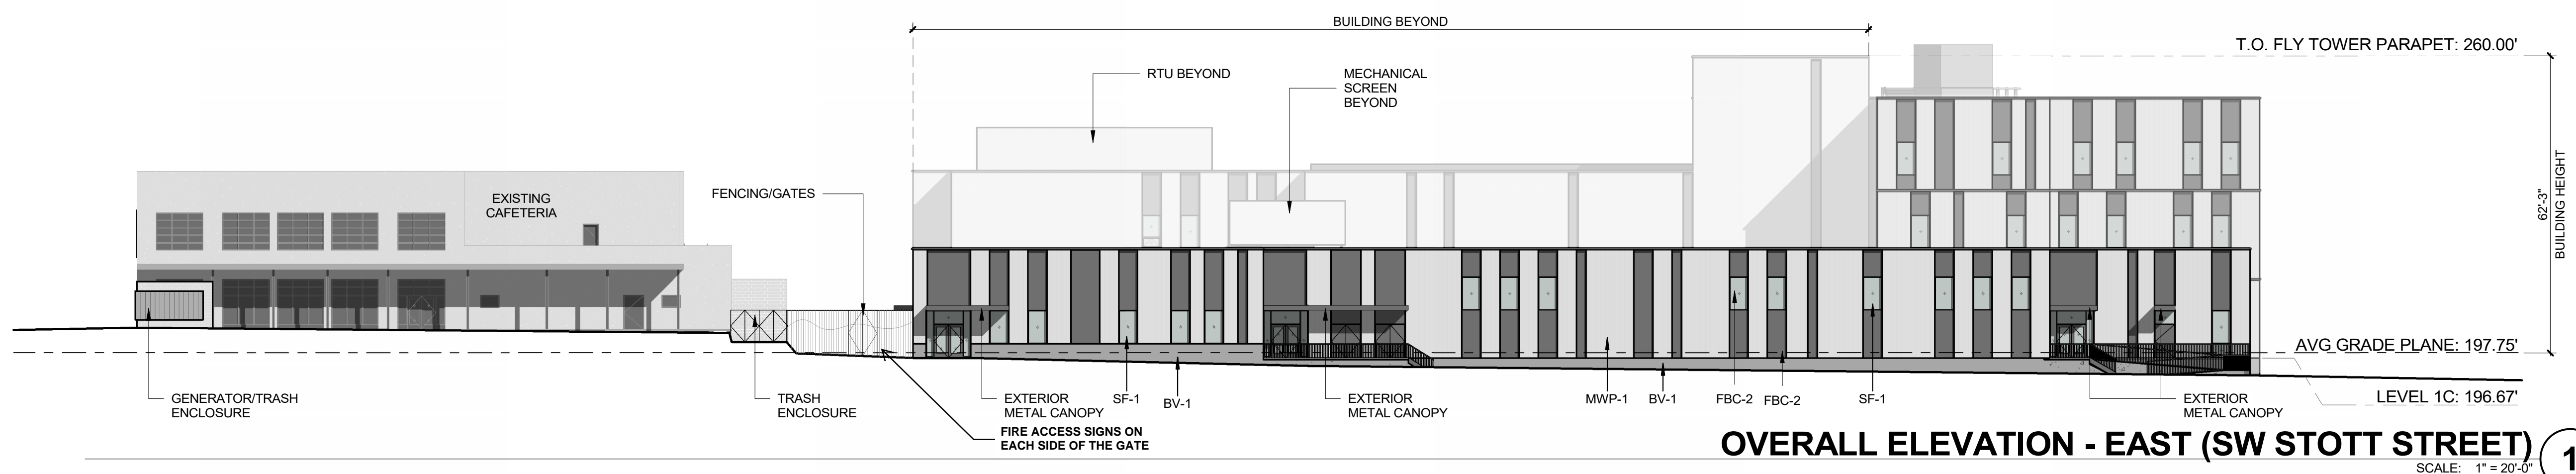 BUILDING BEYOND
T.O. FLY TOWER PARAPET: 260.00'
RTU BEYOND
MECHANICAL
SCREEN
BEYOND
EXISTING
CAFETERIA
FENCING/GATES
62'-3"
BUILDING HEIGHT
AVG GRADE PLANE: 197.75'
LEVEL 1C: 196.67'
GENERATOR/TRASH
ENCLOSURE
TRASH
ENCLOSURE
EXTERIOR
METAL CANOPY
SF-1
BV-1
EXTERIOR
METAL CANOPY
MWP-1
BV-1
FBC-2
FBC-2
SF-1
EXTERIOR
METAL CANOPY
FIRE ACCESS SIGNS ON
EACH SIDE OF THE GATE
OVERALL ELEVATION - EAST (SW STOTT STREET)
1
SCALE: 1" = 20'-0"